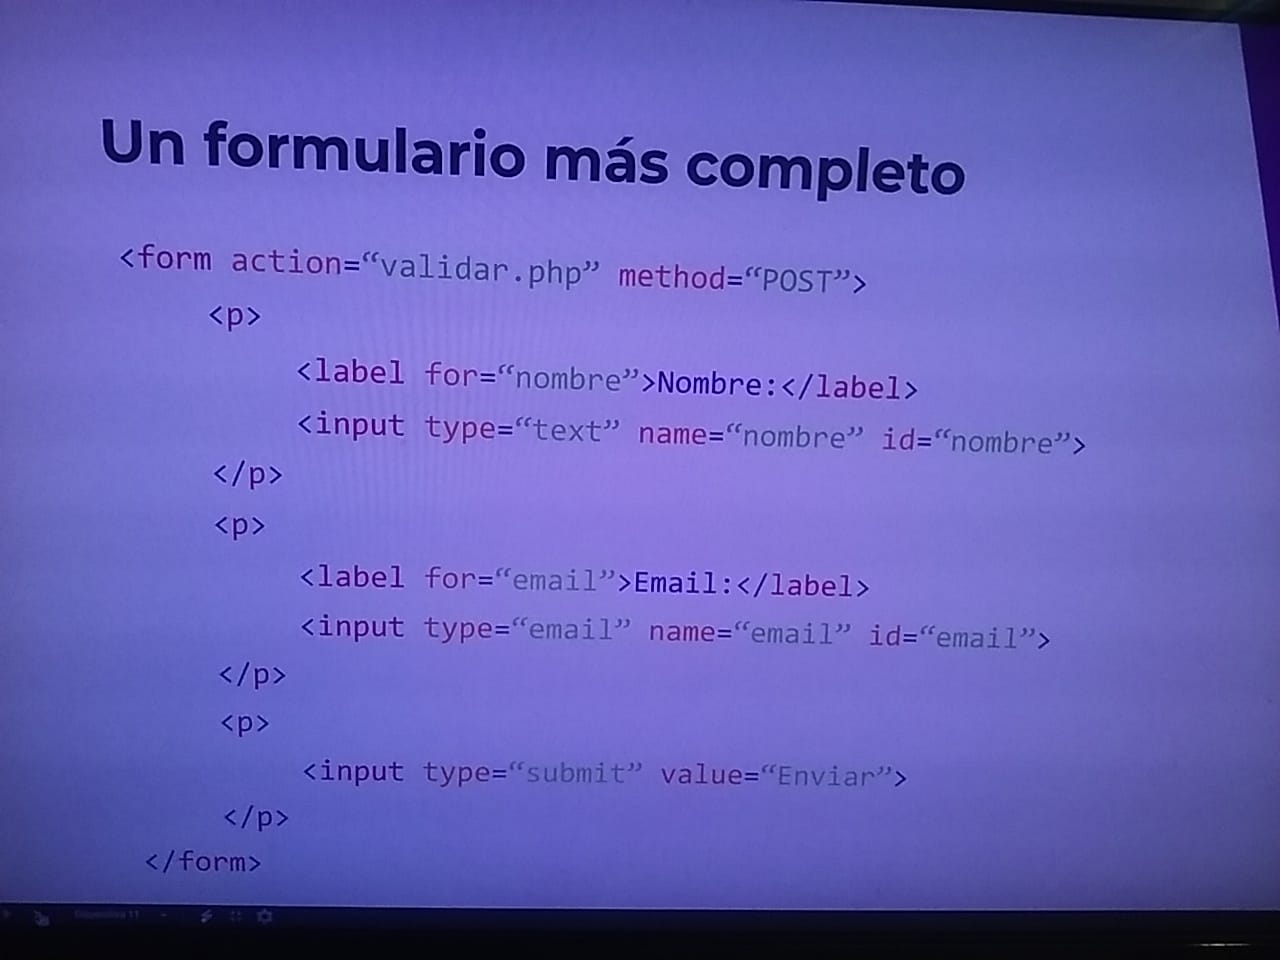 Un formulario más completo
<form action=“validar.php” method=“POST”>
<p>
<label for=“nombre”>Nombre:</label>
<input type=“text” name=“nombre” id=“nombre”>
</p>
<p>
<label for=“email”>Email:</label>
<input type=“email” name=“email” id=“email”>
</p>
<p>
<input type=“submit” value=“Enviar”>
</p>
</form>
Diapositiva 11